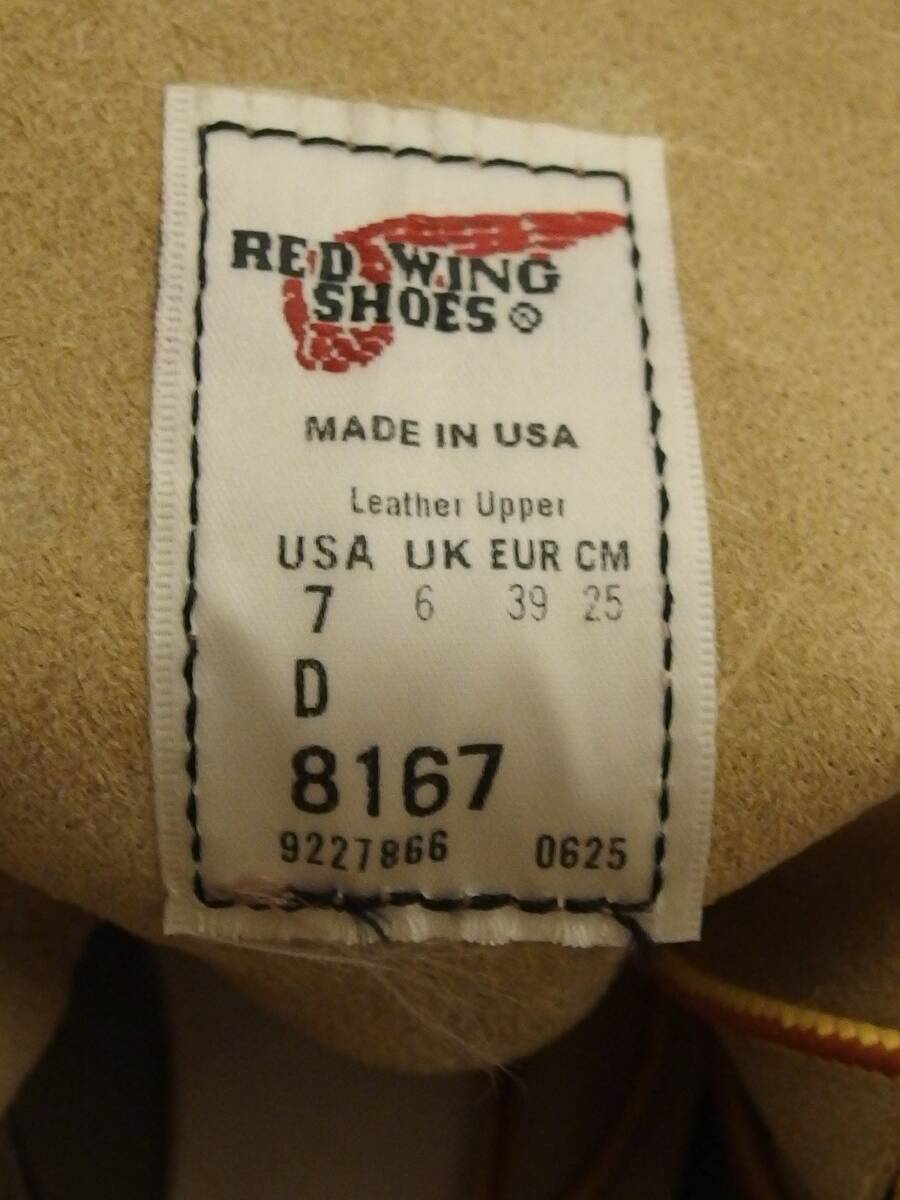 RED WING
SHOES®
MADE IN USA
Leather Upper
USA UK EUR CM
7 6 39 25
D
8167
9227866 0625